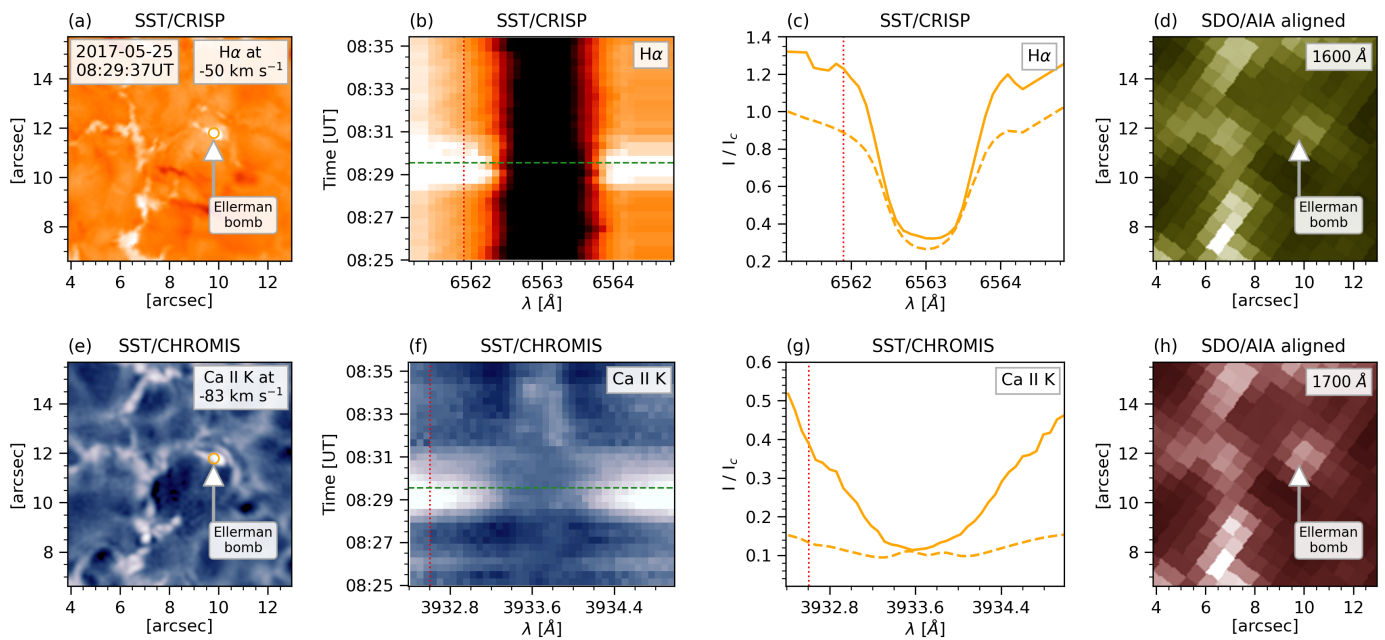 (a) SST/CRISP
2017-05-25
08:29:37UT
Hα at
-50 km s⁻¹
Ellerman
bomb
14
12
10
8
[arcsec]
4 6 8 10 12
[arcsec]
(b) SST/CRISP
Hα
08:35
08:33
08:31
08:29
08:27
08:25
Time [UT]
6562 6563 6564
λ [Å]
(c) SST/CRISP
Hα
1.4
1.2
1.0
0.8
0.6
0.4
0.2
I / I_c
6562 6563 6564
λ [Å]
(d) SDO/AIA aligned
1600 Å
Ellerman
bomb
14
12
10
8
[arcsec]
4 6 8 10 12
[arcsec]
(e) SST/CHROMIS
Ca II K at
-83 km s⁻¹
Ellerman
bomb
14
12
10
8
[arcsec]
4 6 8 10 12
[arcsec]
(f) SST/CHROMIS
Ca II K
08:35
08:33
08:31
08:29
08:27
08:25
Time [UT]
3932.8 3933.6 3934.4
λ [Å]
(g) SST/CHROMIS
Ca II K
0.6
0.5
0.4
0.3
0.2
0.1
I / I_c
3932.8 3933.6 3934.4
λ [Å]
(h) SDO/AIA aligned
1700 Å
Ellerman
bomb
14
12
10
8
[arcsec]
4 6 8 10 12
[arcsec]